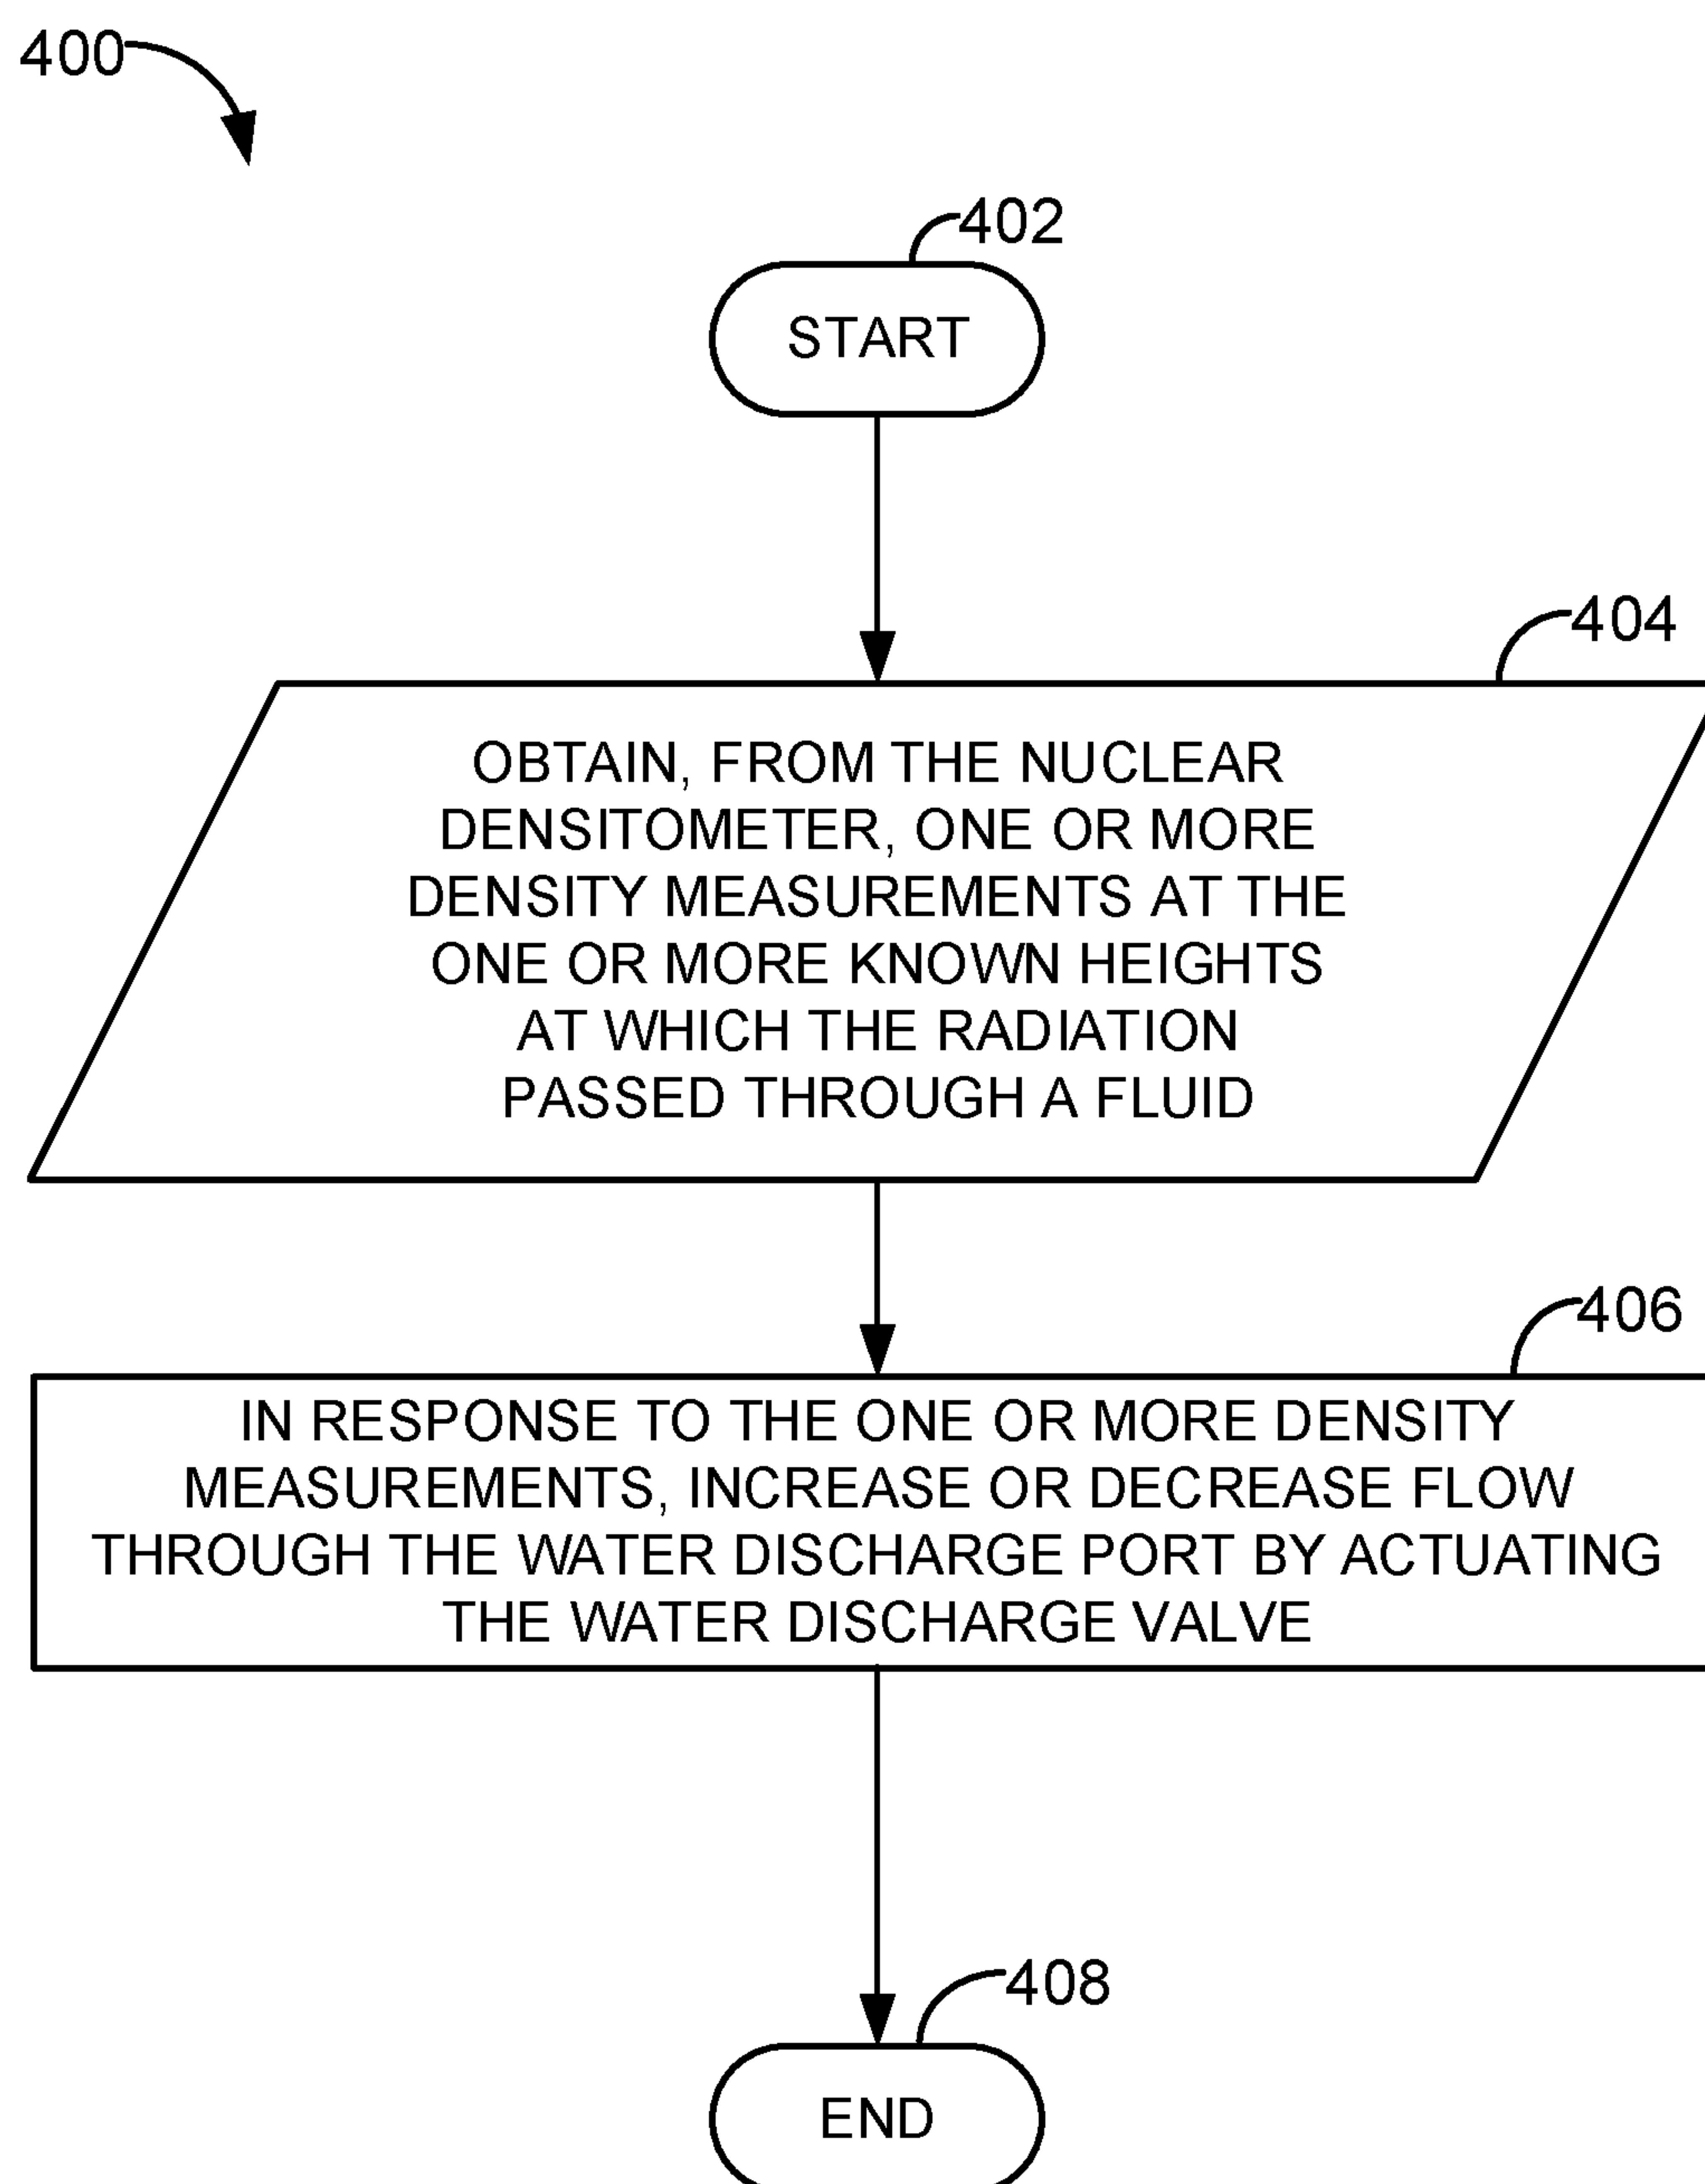 400
402
START
404
OBTAIN, FROM THE NUCLEAR
DENSITOMETER, ONE OR MORE
DENSITY MEASUREMENTS AT THE
ONE OR MORE KNOWN HEIGHTS
AT WHICH THE RADIATION
PASSED THROUGH A FLUID
406
IN RESPONSE TO THE ONE OR MORE DENSITY
MEASUREMENTS, INCREASE OR DECREASE FLOW
THROUGH THE WATER DISCHARGE PORT BY ACTUATING
THE WATER DISCHARGE VALVE
408
END